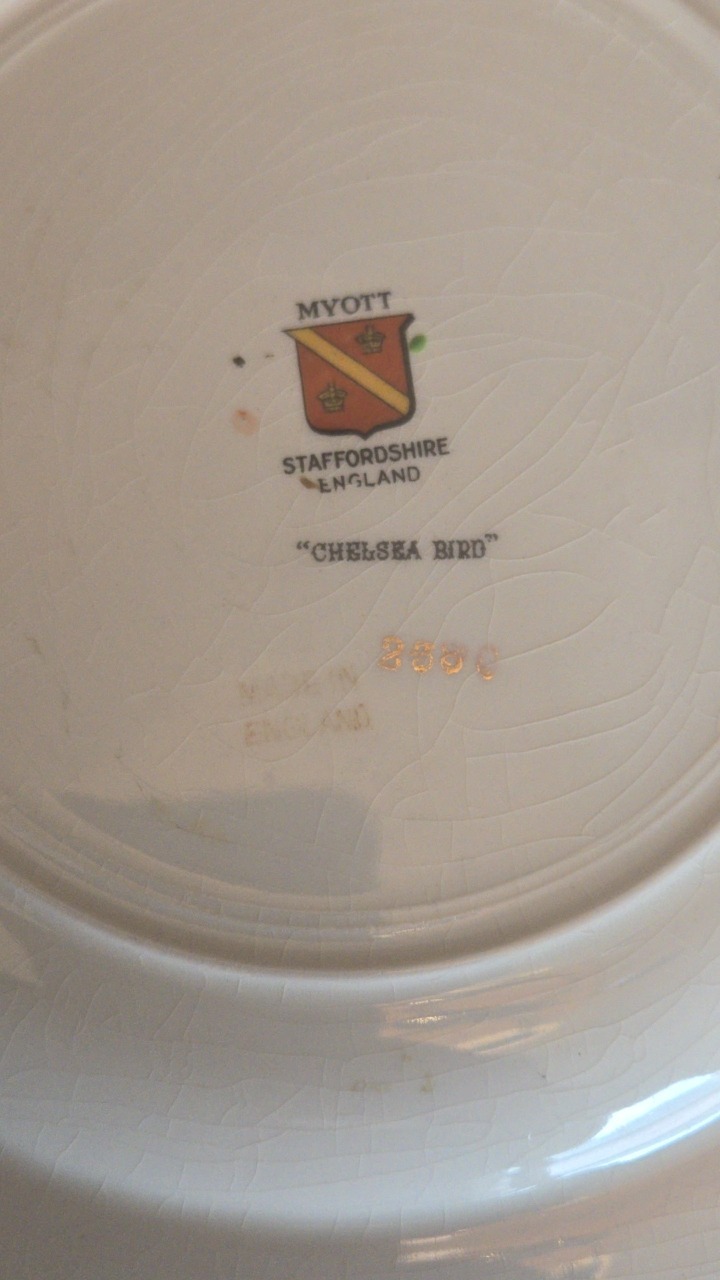 MYOTT
STAFFORDSHIRE
ENGLAND
“CHELSEA BIRD”
MADE IN
ENGLAND